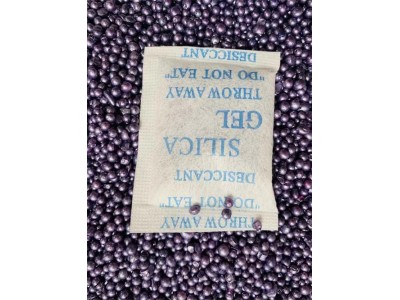 THROW AWAY
"DO NOT EAT"
DESICCANT
SILICA
GEL
THROW AWAY
"DO NOT EAT"
DESICCANT